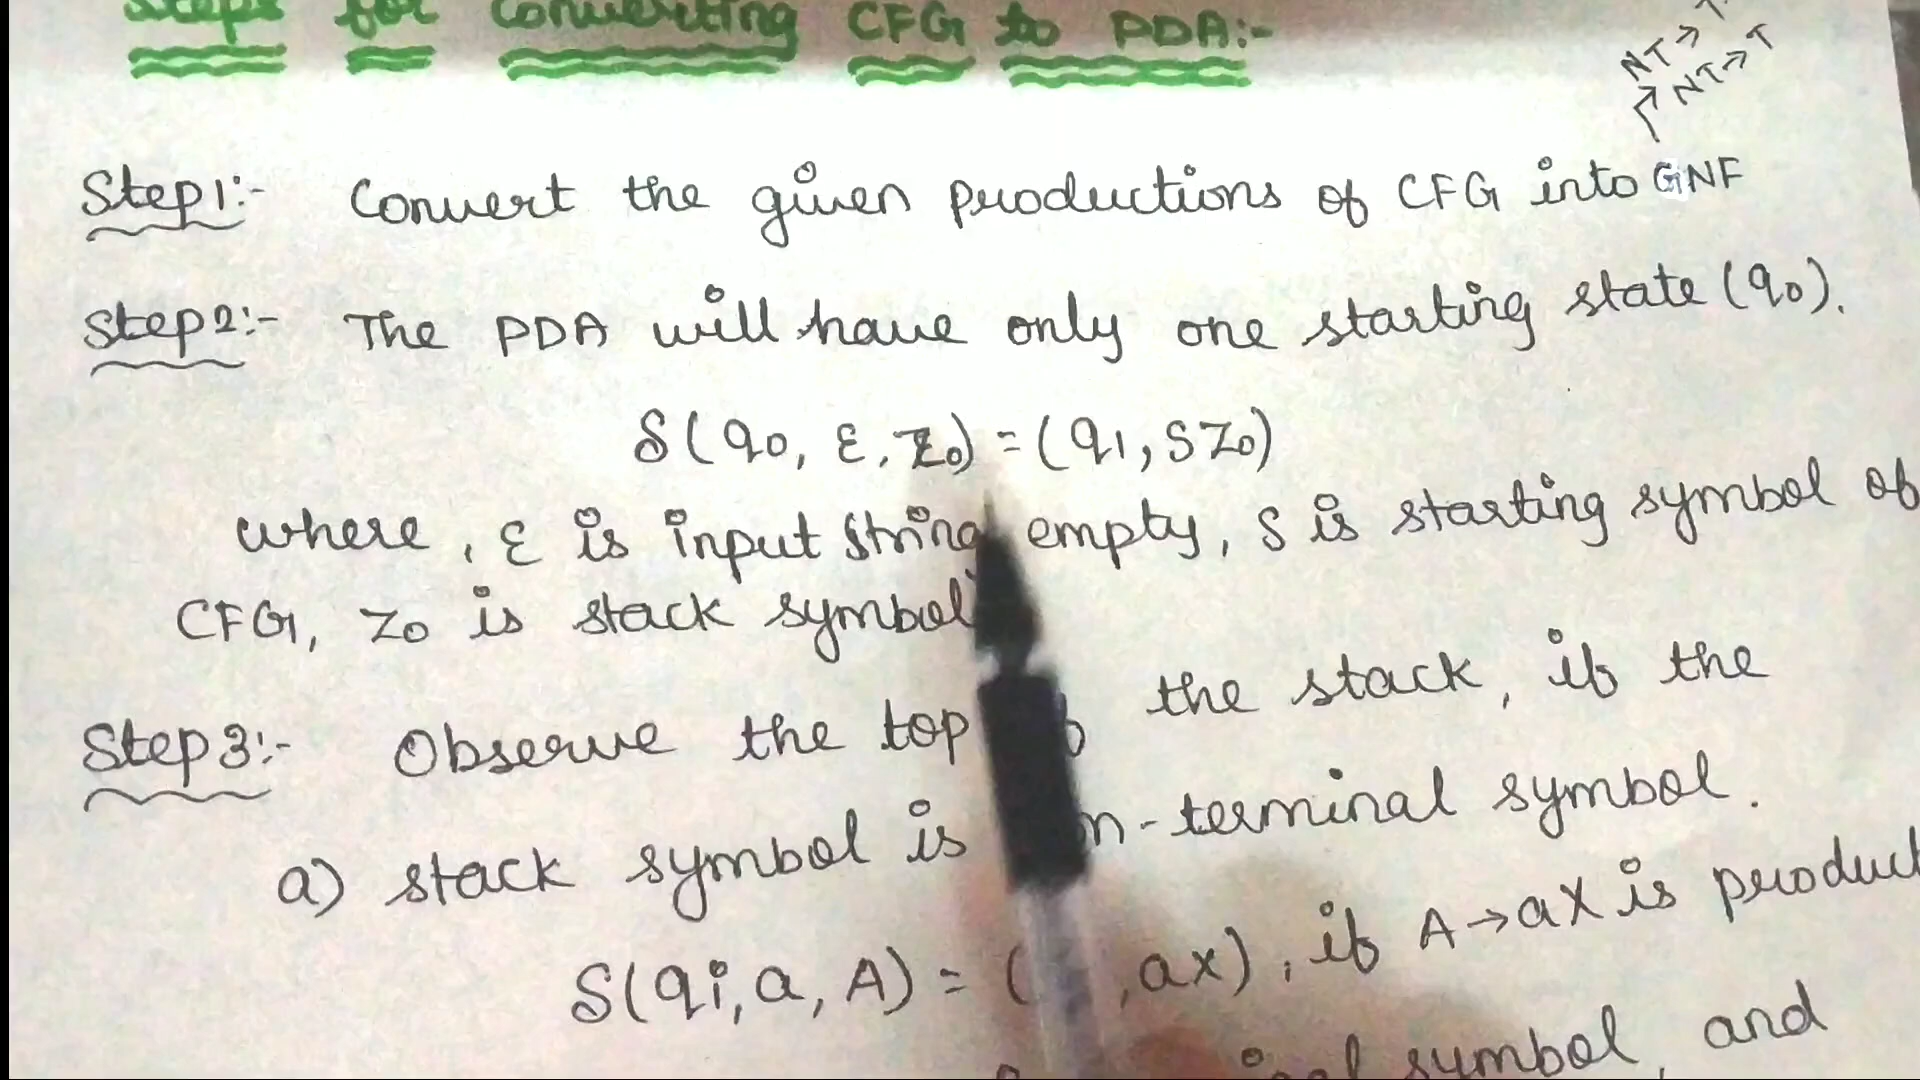 Steps for Converting CFG to PDA:-
NT→T
NT→T
Step1:- Convert the given productions of CFG into GNF
Step2:- The PDA will have only one starting state (q0).
δ(q0, ε, z0) = (q1, SZ0)
where, ε is input string empty, S is starting symbol of
CFG, Z0 is stack symbol
Step3:- Observe the top the stack, if the
a) stack symbol is symbol.
δ(qi, a, A) = ( , ax), if A→aX is
symbol, and